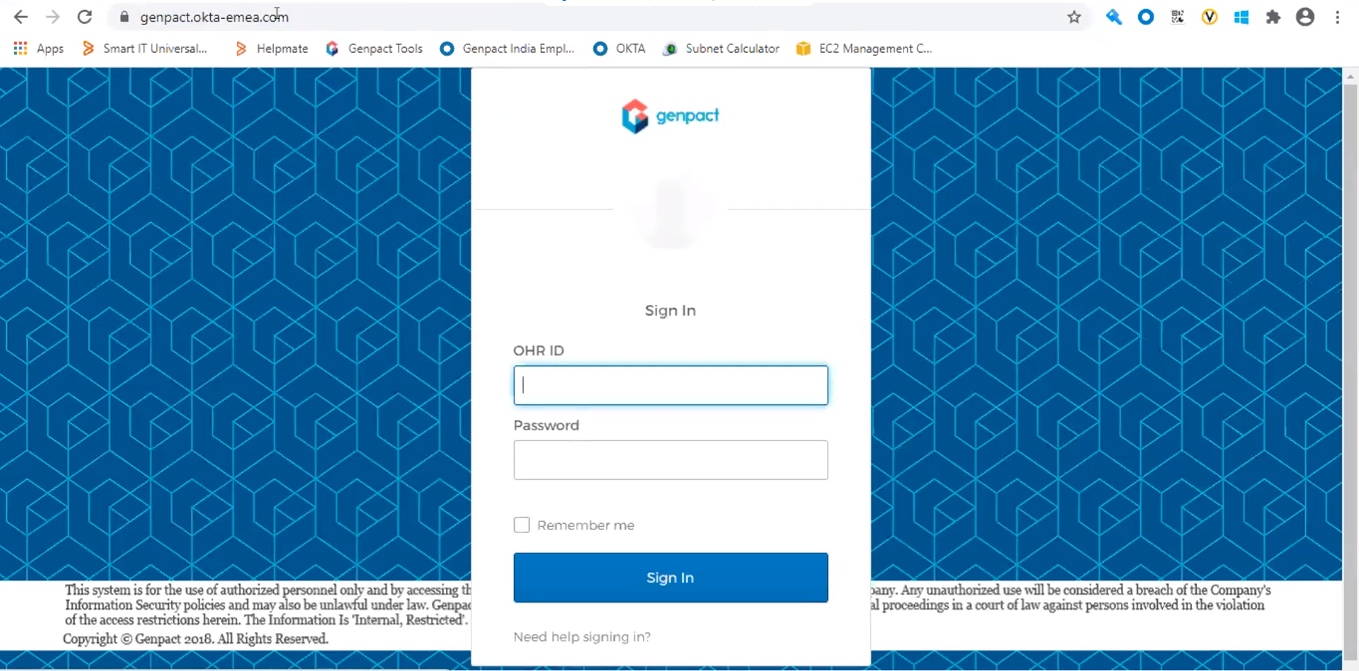 genpact.okta-emea.com
Apps Smart IT Universal... Helpmate Genpact Tools Genpact India Empl... OKTA Subnet Calculator EC2 Management C...
genpact
Sign In
OHR ID
Password
Remember me
Sign In
Need help signing in?
This system is for the use of authorized personnel only and by accessing th
pany. Any unauthorized use will be considered a breach of the Company's
Information Security policies and may also be unlawful under law. Genpac
al proceedings in a court of law against persons involved in the violation
of the access restrictions herein. The Information Is 'Internal, Restricted'.
Copyright © Genpact 2018. All Rights Reserved.